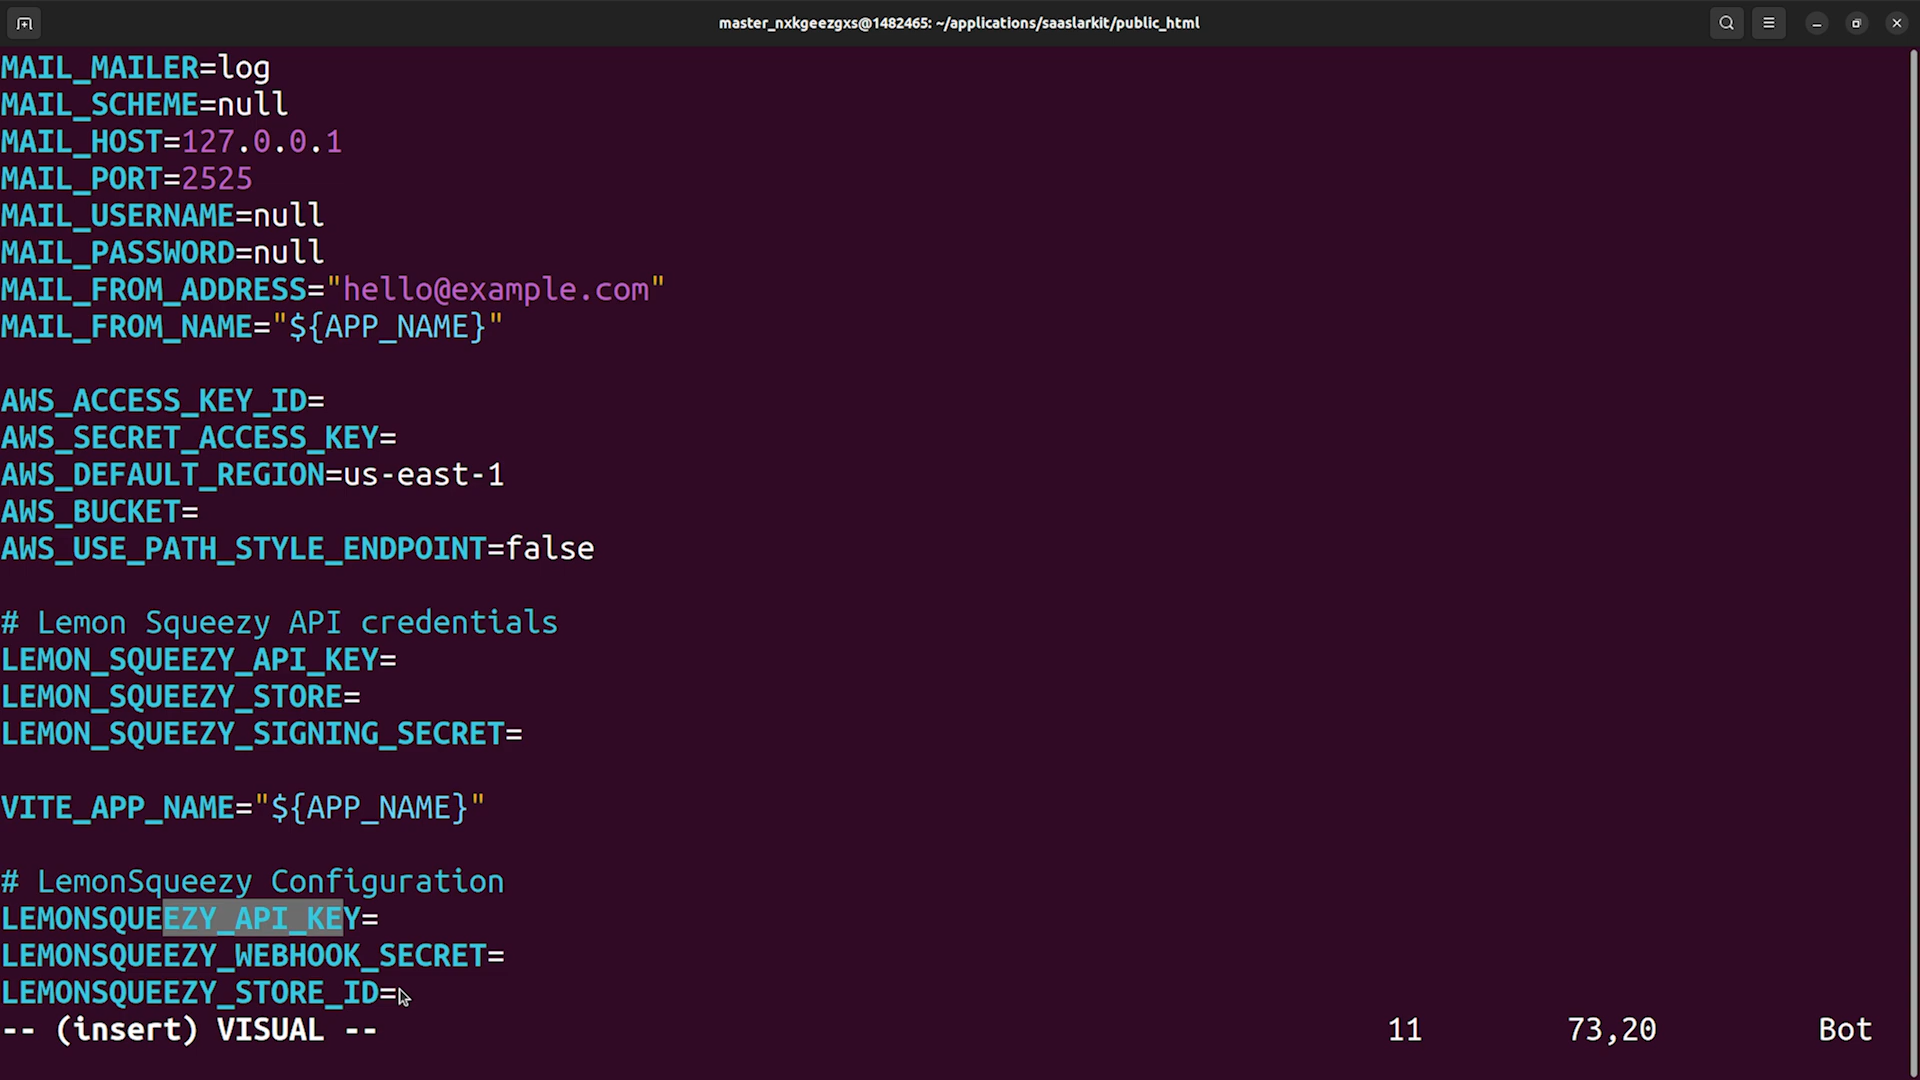 master_nxkgeezgxs@1482465: ~/applications/saaslarkit/public_html
MAIL_MAILER=log
MAIL_SCHEME=null
MAIL_HOST=127.0.0.1
MAIL_PORT=2525
MAIL_USERNAME=null
MAIL_PASSWORD=null
MAIL_FROM_ADDRESS="hello@example.com"
MAIL_FROM_NAME="${APP_NAME}"
AWS_ACCESS_KEY_ID=
AWS_SECRET_ACCESS_KEY=
AWS_DEFAULT_REGION=us-east-1
AWS_BUCKET=
AWS_USE_PATH_STYLE_ENDPOINT=false
# Lemon Squeezy API credentials
LEMON_SQUEEZY_API_KEY=
LEMON_SQUEEZY_STORE=
LEMON_SQUEEZY_SIGNING_SECRET=
VITE_APP_NAME="${APP_NAME}"
# LemonSqueezy Configuration
LEMONSQUEEZY_API_KEY=
LEMONSQUEEZY_WEBHOOK_SECRET=
LEMONSQUEEZY_STORE_ID=
-- (insert) VISUAL -- 11 73,20 Bot